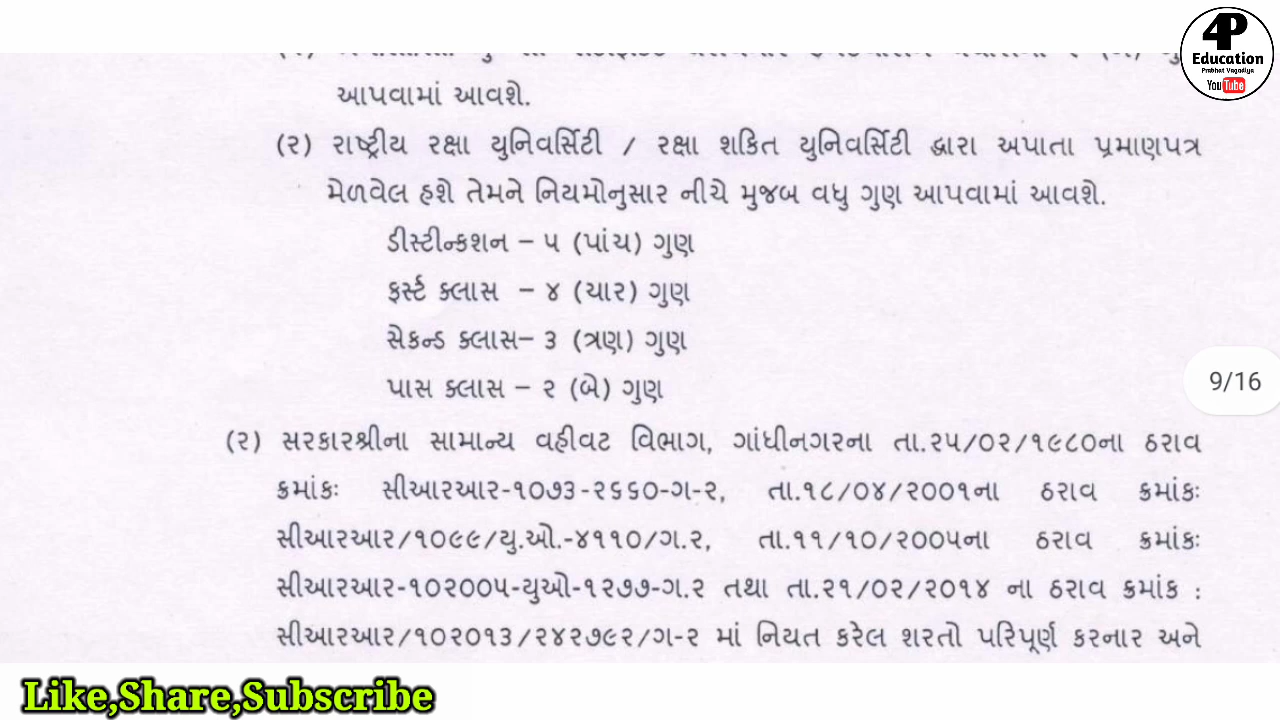 4P
Education
Prabhat Vagadiya
YouTube
આપવામાં આવશે.
(૨) રાષ્ટ્રીય રક્ષા યુનિવર્સિટી / રક્ષા શકિત યુનિવર્સિટી દ્વારા અપાતા પ્રમાણપત્ર
મેળવેલ હશે તેમને નિયમોનુસાર નીચે મુજબ વધુ ગુણ આપવામાં આવશે.
ડીસ્ટીન્કશન – ૫ (પાંચ) ગુણ
ફર્સ્ટ ક્લાસ – ૪ (ચાર) ગુણ
સેકન્ડ ક્લાસ– ૩ (ત્રણ) ગુણ
પાસ ક્લાસ – ૨ (બે) ગુણ
9/16
(૨) સરકારશ્રીના સામાન્ય વહીવટ વિભાગ, ગાંધીનગરના તા.૨૫/૦૨/૧૯૮૦ના ઠરાવ
ક્રમાંકઃ સીઆરઆર-૧૦૭૩-૨૬૬૦-ગ-૨, તા.૧૮/૦૪/૨૦૦૧ના ઠરાવ ક્રમાંકઃ
સીઆરઆર/૧૦૯૯/યુ.ઓ.-૪૧૧૦/ગ.૨, તા.૧૧/૧૦/૨૦૦૫ના ઠરાવ ક્રમાંકઃ
સીઆરઆર-૧૦૨૦૦૫-યુઓ-૧૨૭૭-ગ.૨ તથા તા.૨૧/૦૨/૨૦૧૪ ના ઠરાવ ક્રમાંક :
સીઆરઆર/૧૦૨૦૧૩/૨૪૨૭૯૨/ગ-૨ માં નિયત કરેલ શરતો પરિપૂર્ણ કરનાર અને
Like,Share,Subscribe